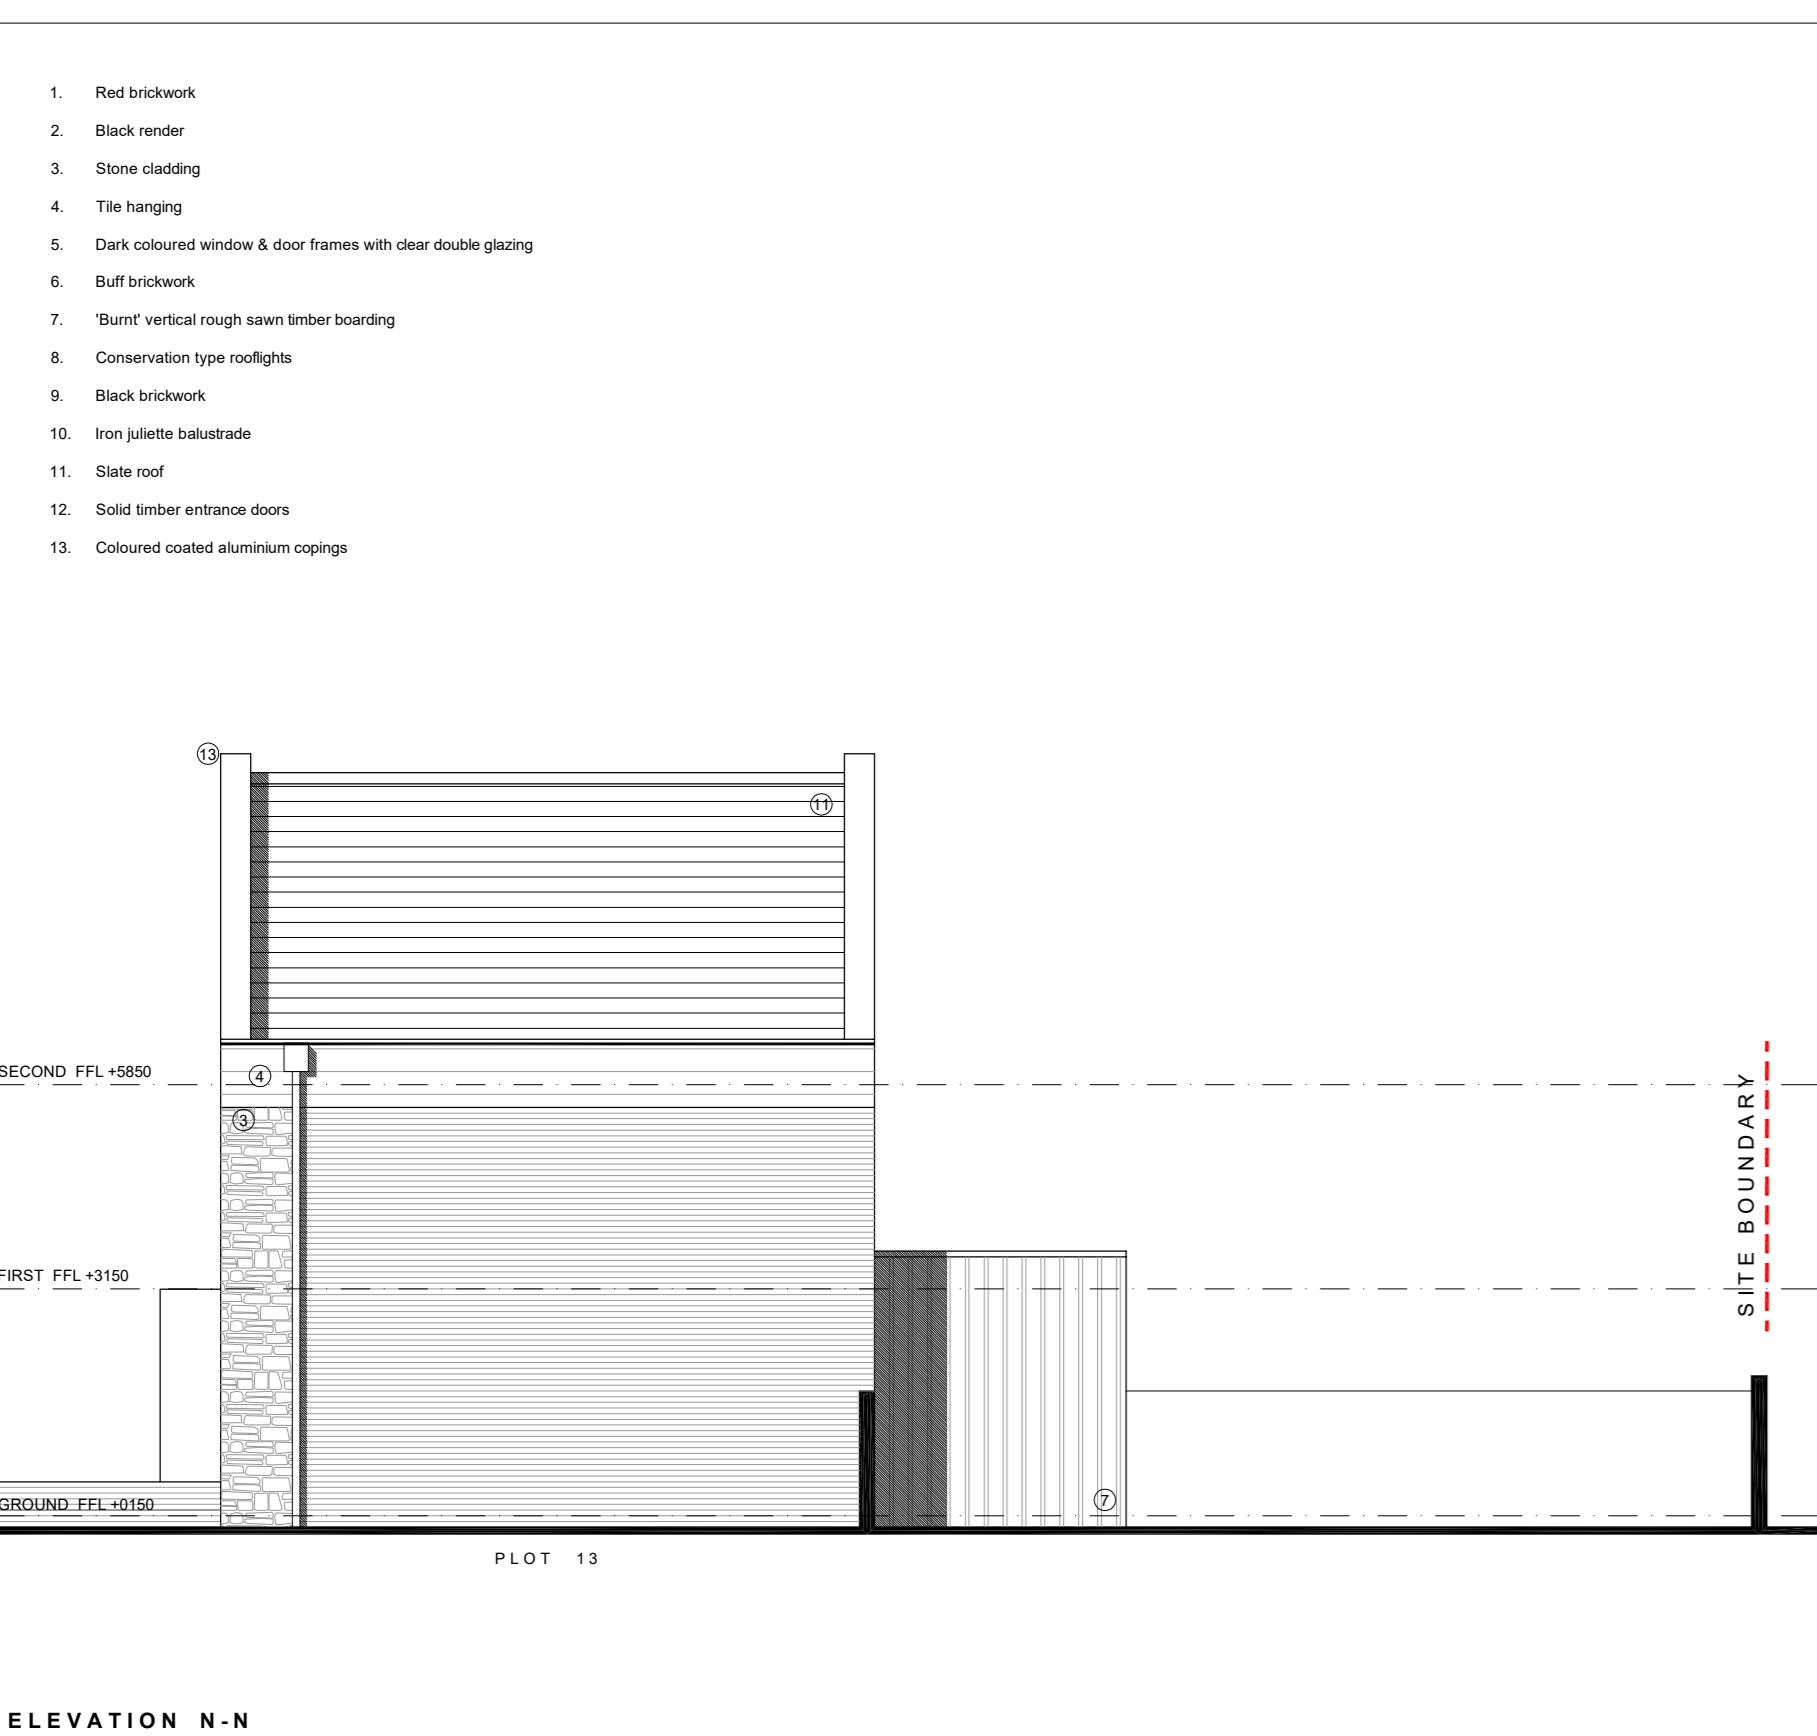 1. Red brickwork
2. Black render
3. Stone cladding
4. Tile hanging
5. Dark coloured window & door frames with clear double glazing
6. Buff brickwork
7. 'Burnt' vertical rough sawn timber boarding
8. Conservation type rooflights
9. Black brickwork
10. Iron juliette balustrade
11. Slate roof
12. Solid timber entrance doors
13. Coloured coated aluminium copings
13
11
SECOND FFL +5850
4
3
SITE BOUNDARY
FIRST FFL +3150
7
GROUND FFL +0150
PLOT 13
ELEVATION N-N